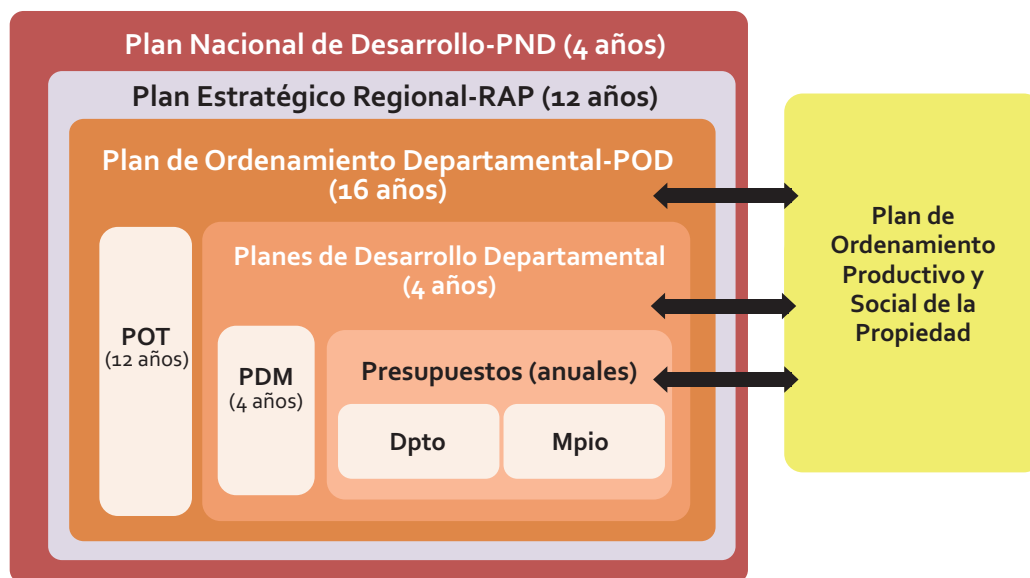 Plan Nacional de Desarrollo-PND (4 años)
Plan Estratégico Regional-RAP (12 años)
Plan de Ordenamiento Departamental-POD
(16 años)
Planes de Desarrollo Departamental
(4 años)
POT
(12 años)
PDM
(4 años)
Presupuestos (anuales)
Dpto
Mpio
Plan de
Ordenamiento
Productivo y
Social de la
Propiedad